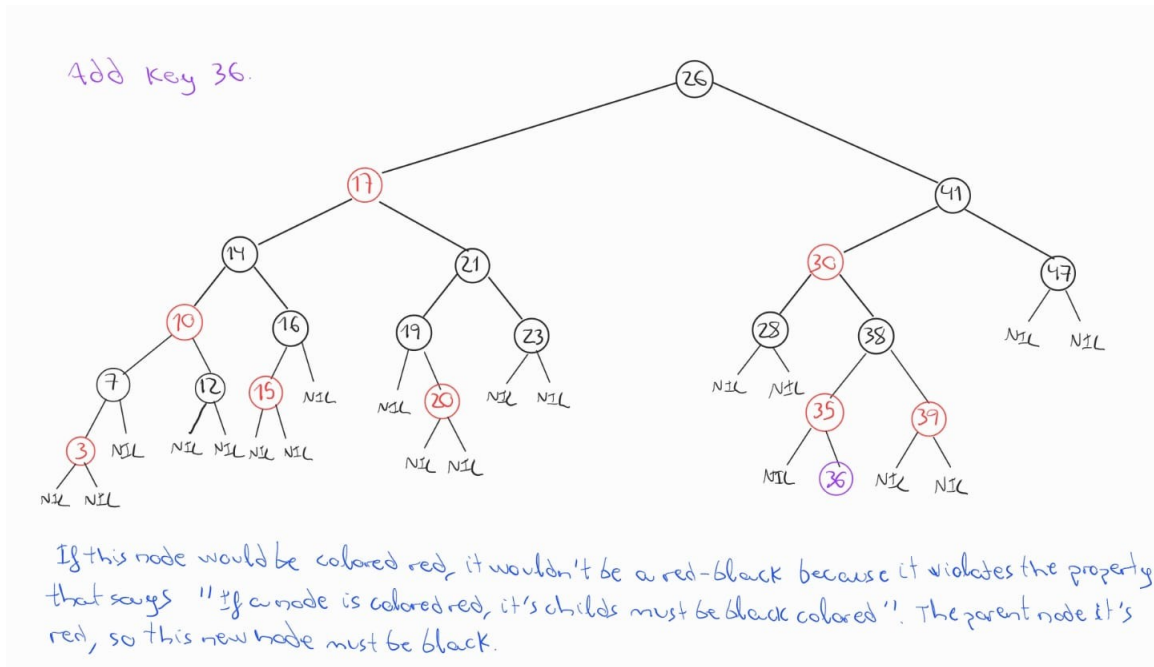 Add Key 36.
26
17
41
14
21
30
47
10
16
19
23
28
38
NIL NIL
7
12
15
NIL
NIL
20
NIL NIL
NIL NIL
35
39
3
NIL
NIL NIL NIL NIL
NIL NIL
NIL
36
NIL NIL
NIL NIL
If this node would be colored red, it wouldn't be a red-black because it violates the property
that says "If a node is colored red, it's childs must be black colored". The parent node it's
red, so this new node must be black.